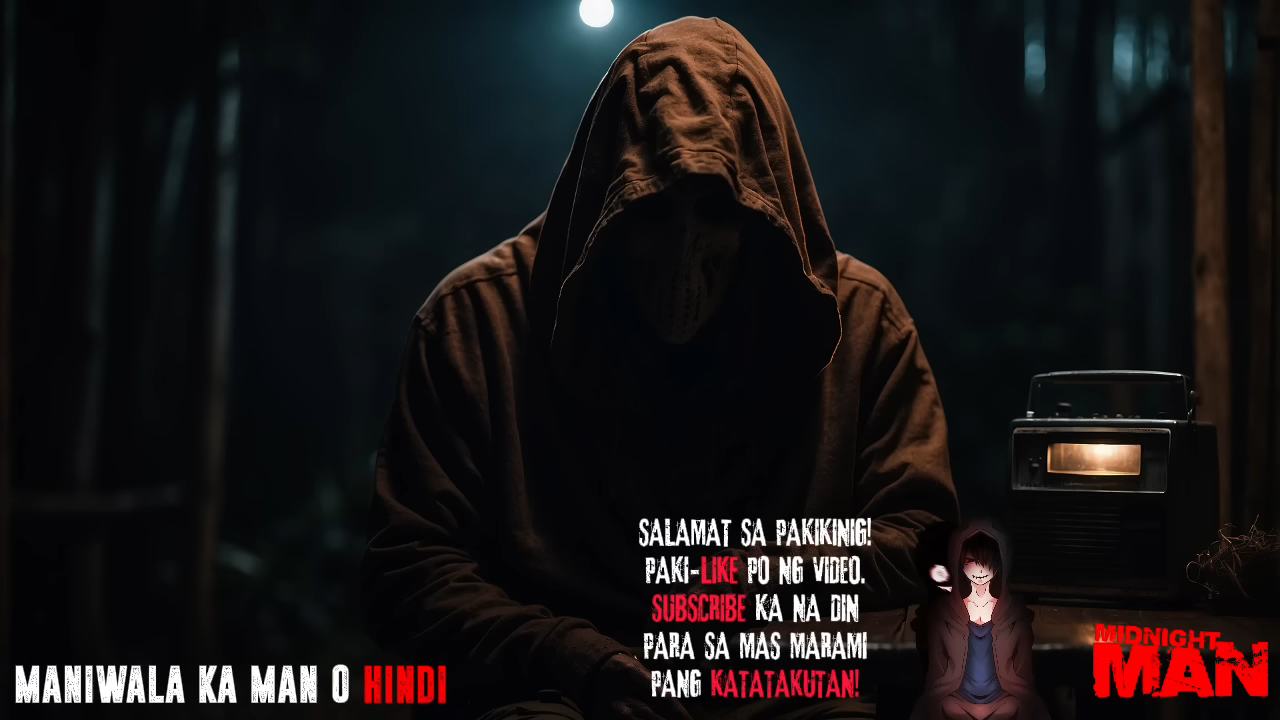 SALAMAT SA PAKIKINIG!
PAKI-LIKE PO NG VIDEO.
SUBSCRIBE KA NA DIN
PARA SA MAS MARAMI
PANG KATATAKUTAN!
MANIWALA KA MAN O HINDI
MIDNIGHT
MAN